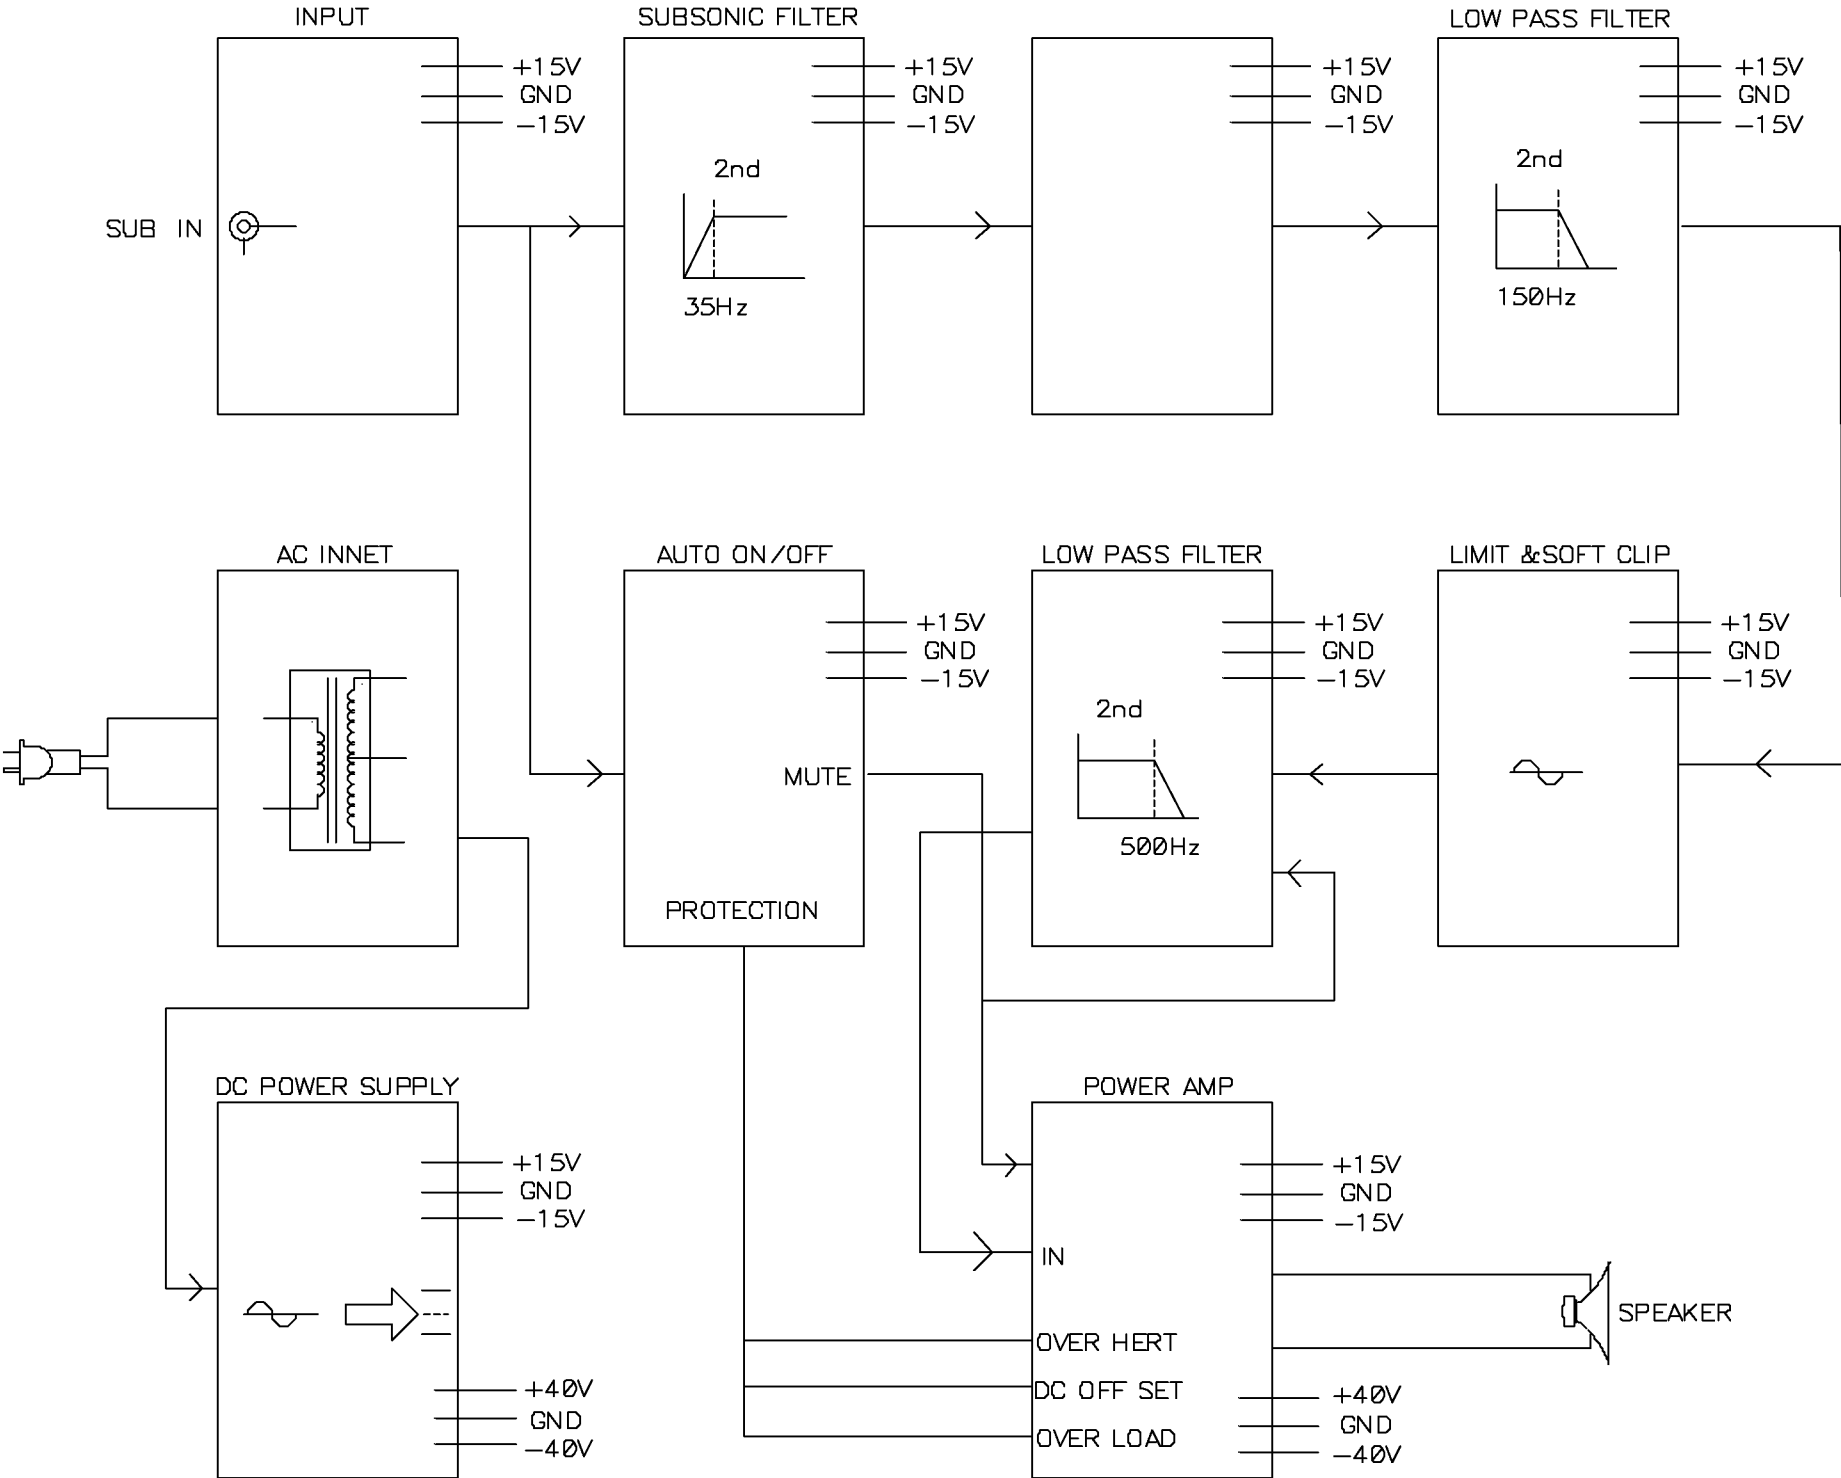 INPUT
+15V
GND
-15V
SUB IN
SUBSONIC FILTER
+15V
GND
-15V
2nd
35Hz
+15V
GND
-15V
LOW PASS FILTER
+15V
GND
-15V
2nd
150Hz
AC INNET
AUTO ON/OFF
+15V
GND
-15V
MUTE
PROTECTION
LOW PASS FILTER
+15V
GND
-15V
2nd
500Hz
LIMIT &SOFT CLIP
+15V
GND
-15V
DC POWER SUPPLY
+15V
GND
-15V
+40V
GND
-40V
POWER AMP
+15V
GND
-15V
IN
OVER HERT
DC OFF SET
OVER LOAD
+40V
GND
-40V
SPEAKER